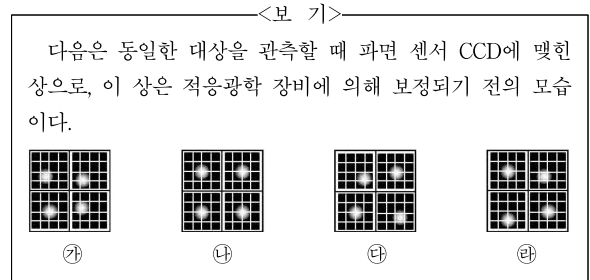 <보 기>
다음은 동일한 대상을 관측할 때 파면 센서 CCD에 맺힌
상으로, 이 상은 적응광학 장비에 의해 보정되기 전의 모습
이다.
㉮ ㉯ ㉰ ㉱